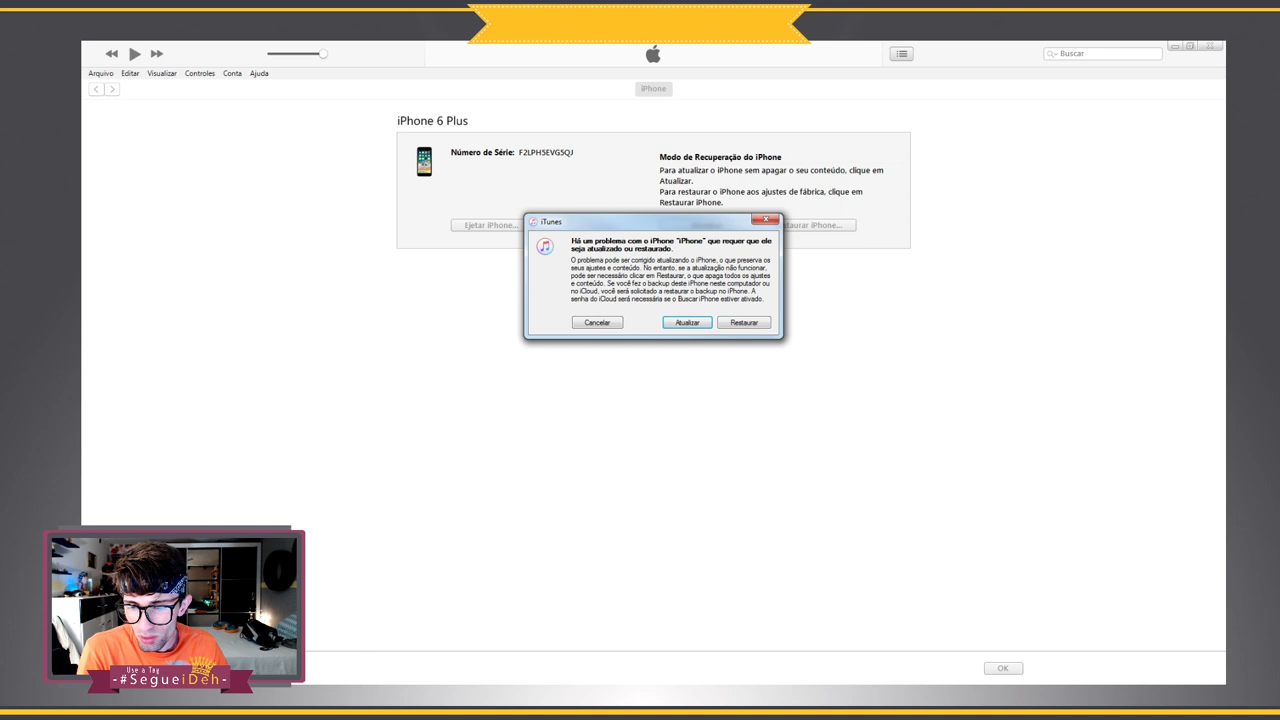 Buscar
Arquivo Editar Visualizar Controles Conta Ajuda
iPhone
iPhone 6 Plus
Número de Série: F2LPH5EVG5QJ
Modo de Recuperação do iPhone
Para atualizar o iPhone sem apagar o seu conteúdo, clique em
Atualizar.
Para restaurar o iPhone aos ajustes de fábrica, clique em
Restaurar iPhone.
Ejetar iPhone...
staurar iPhone...
iTunes
Há um problema com o iPhone "iPhone" que requer que ele
seja atualizado ou restaurado.
O problema pode ser corrigido atualizando o iPhone, o que preserva os
seus ajustes e conteúdo. No entanto, se a atualização não funcionar,
pode ser necessário clicar em Restaurar, o que apaga todos os ajustes
e conteúdo. Se você fez o backup deste iPhone neste computador ou
no iCloud, você será solicitado a restaurar o backup no iPhone. A
senha do iCloud será necessária se o Buscar iPhone estiver ativado.
Cancelar Atualizar Restaurar
OK
Use a Tag
-#SegueiDeh-